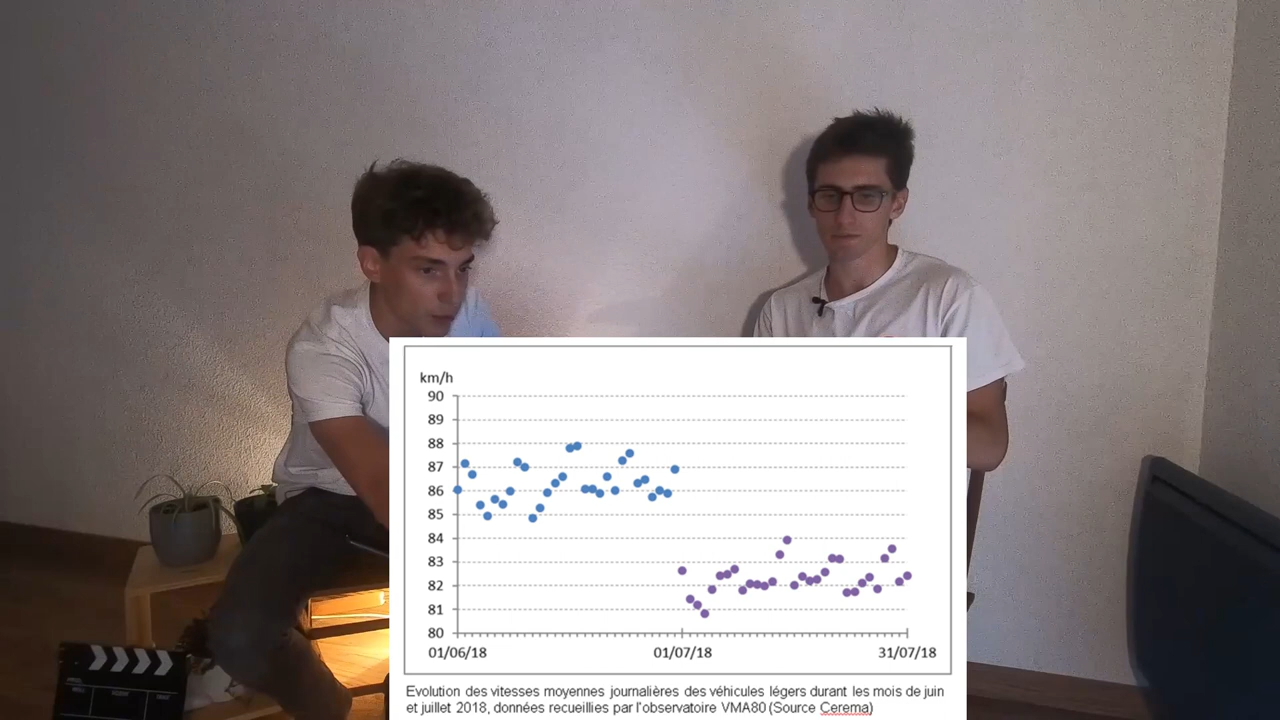 km/h
90
89
88
87
86
85
84
83
82
81
80
01/06/18 01/07/18 31/07/18
Evolution des vitesses moyennes journalières des véhicules légers durant les mois de juin
et juillet 2018, données recueillies par l'observatoire VMA80 (Source Cerema)